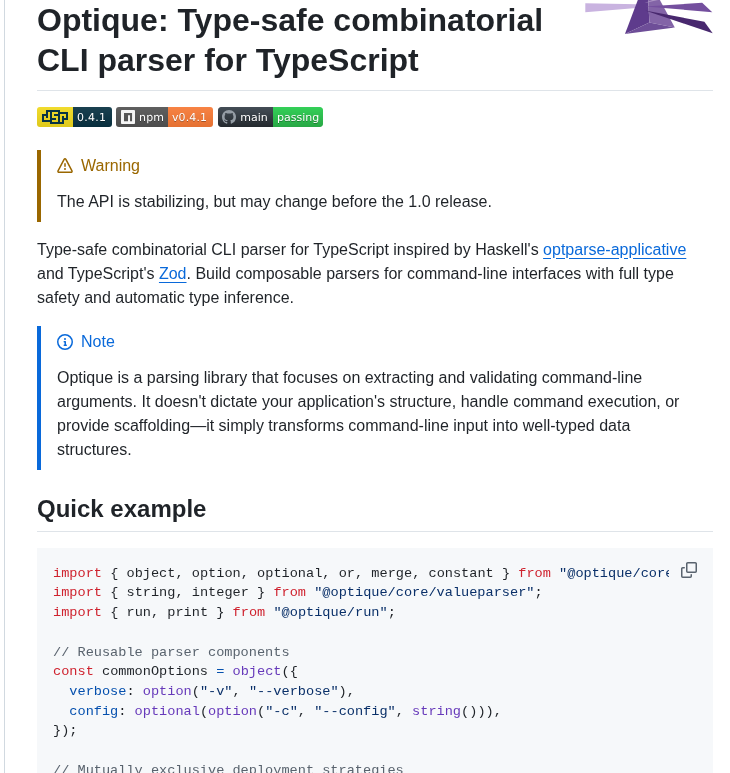 Optique: Type-safe combinatorial
CLI parser for TypeScript
JSR 0.4.1 npm v0.4.1 main passing
Warning
The API is stabilizing, but may change before the 1.0 release.
Type-safe combinatorial CLI parser for TypeScript inspired by Haskell's optparse-applicative
and TypeScript's Zod. Build composable parsers for command-line interfaces with full type
safety and automatic type inference.
Note
Optique is a parsing library that focuses on extracting and validating command-line
arguments. It doesn't dictate your application's structure, handle command execution, or
provide scaffolding—it simply transforms command-line input into well-typed data
structures.
Quick example
import { object, option, optional, or, merge, constant } from "@optique/core
import { string, integer } from "@optique/core/valueparser";
import { run, print } from "@optique/run";
// Reusable parser components
const commonOptions = object({
  verbose: option("-v", "--verbose"),
  config: optional(option("-c", "--config", string())),
});
// Mutually exclusive deployment strategies